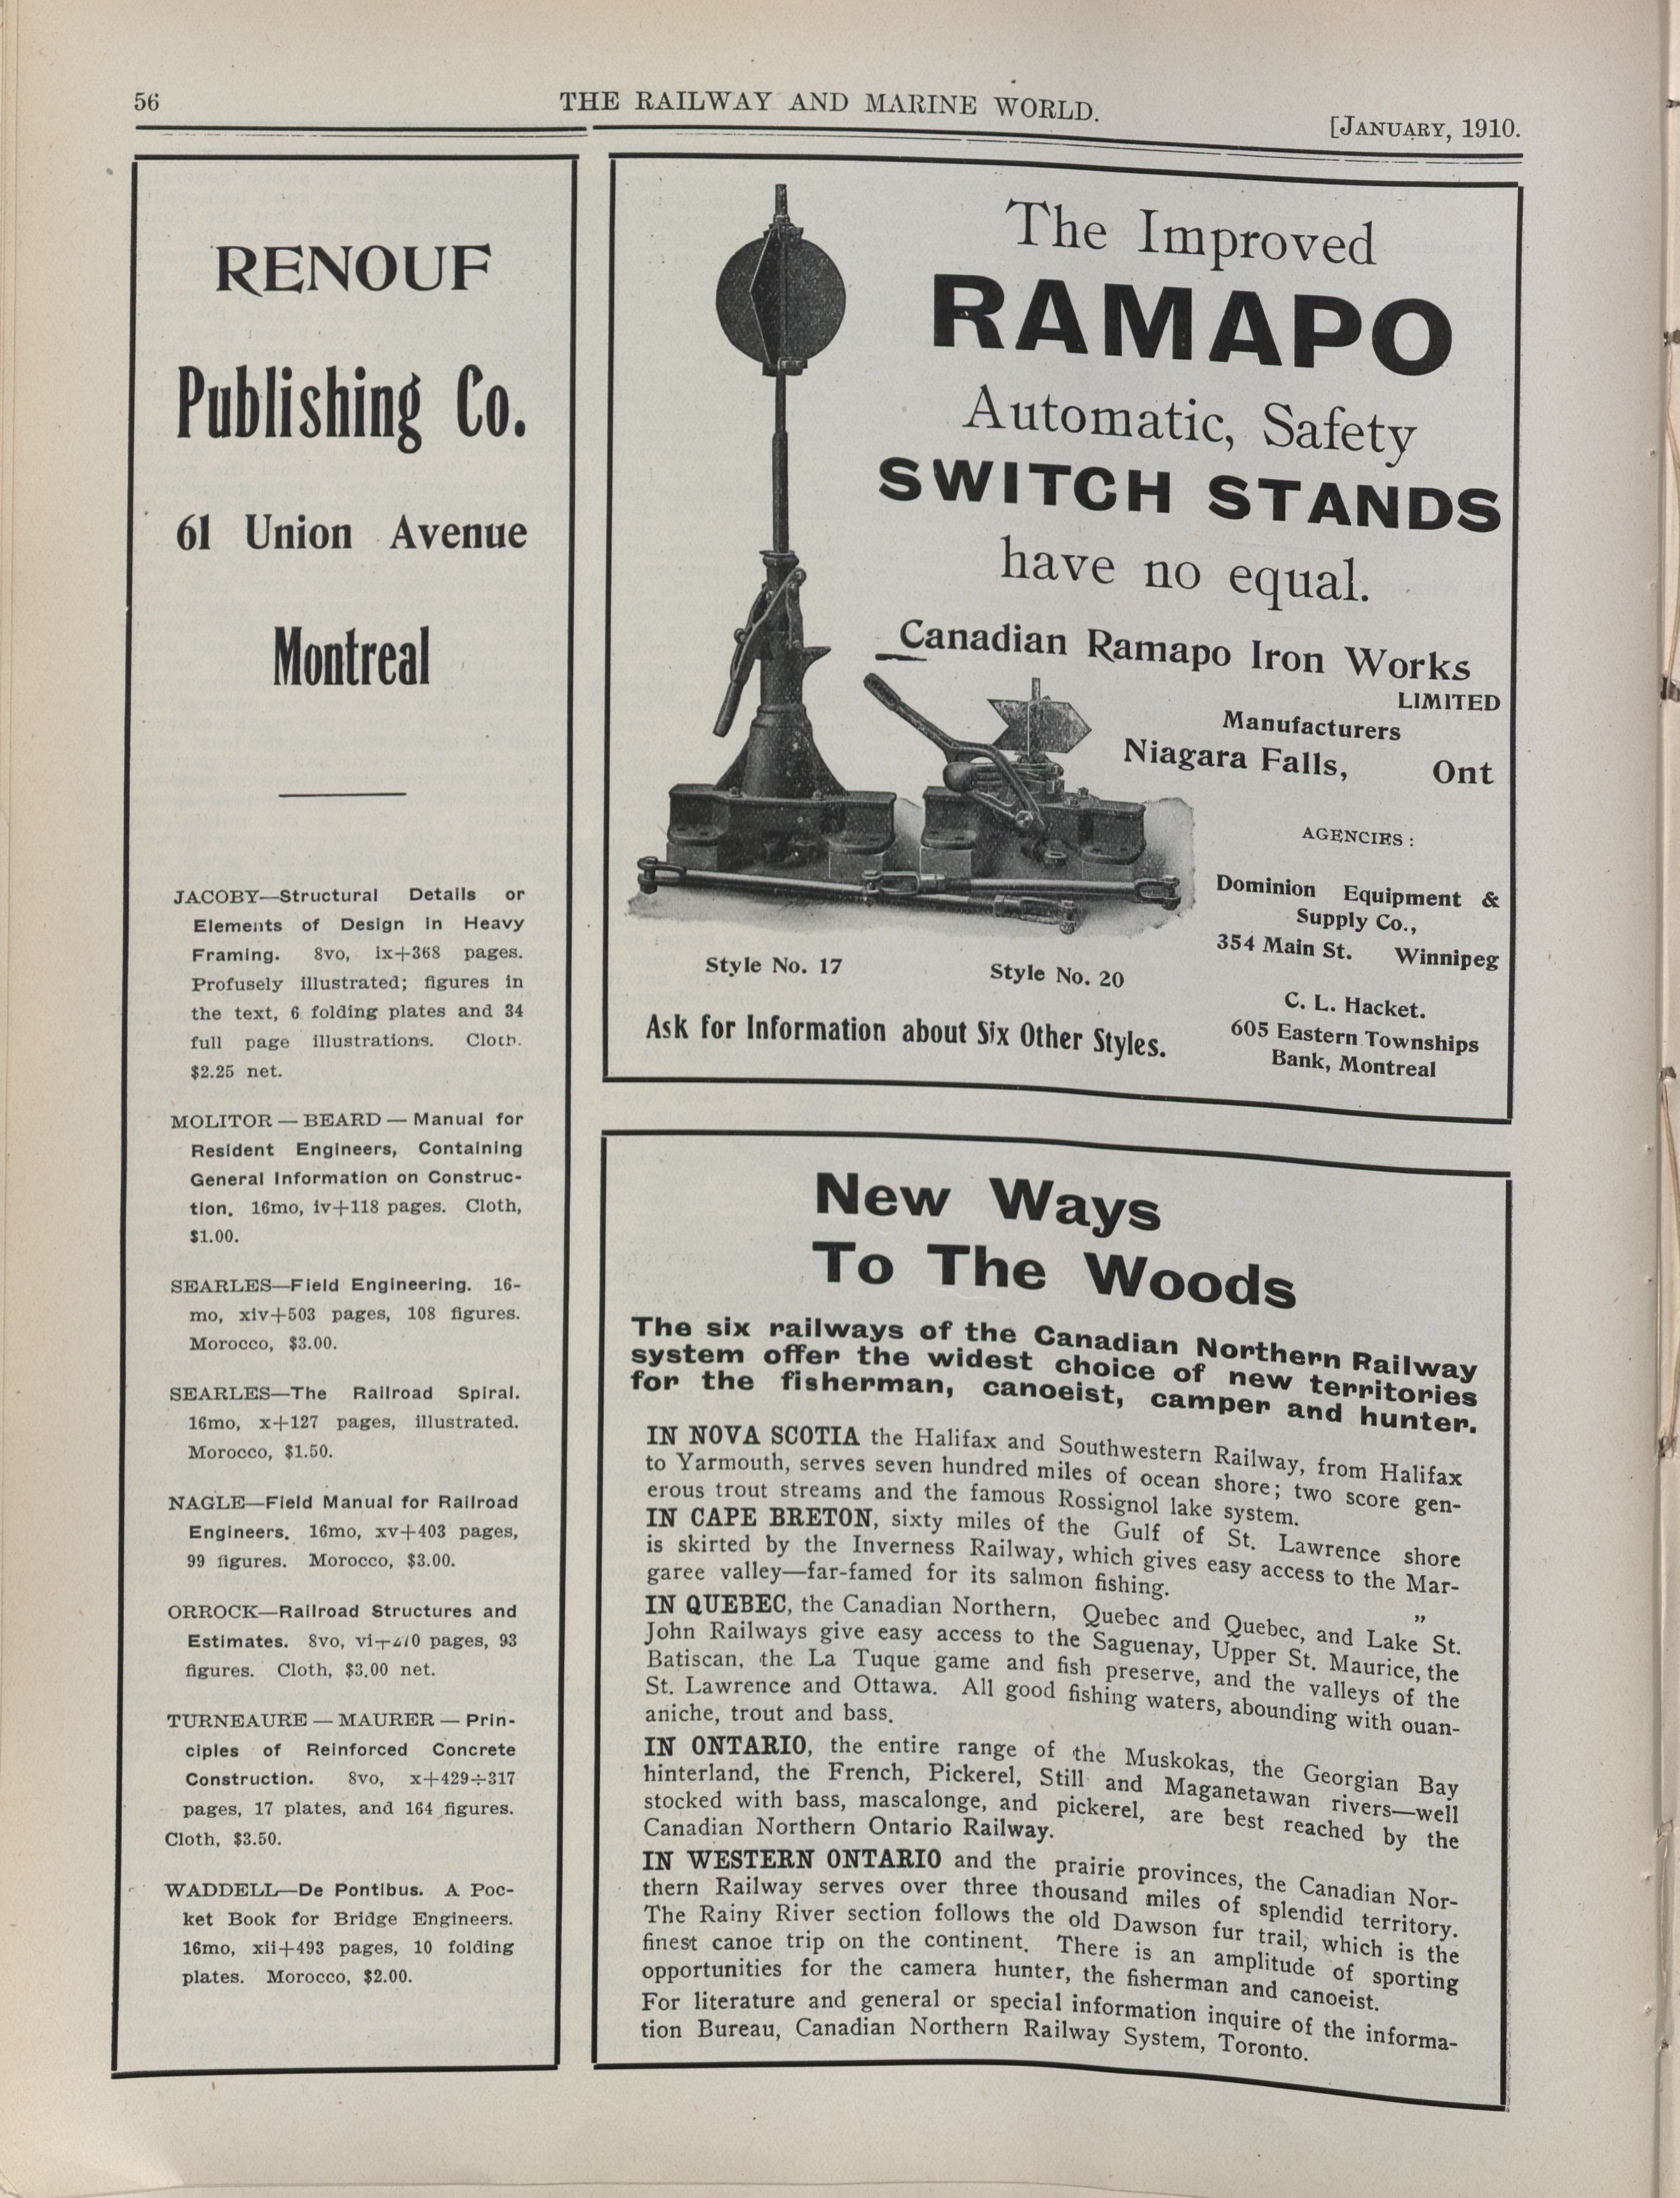 56
THE RAILWAY AND MARINE WORLD.
[JANUARY, 1910.
RENOUF
Publishing Co.
61 Union Avenue
Montreal
JACOBY—Structural Details or
Elements of Design in Heavy
Framing. 8vo, ix+368 pages.
Profusely illustrated; figures in
the text, 6 folding plates and 34
full page illustrations. Cloth.
$2.25 net.
MOLITOR — BEARD — Manual for
Resident Engineers, Containing
General Information on Construc-
tion. 16mo, iv+118 pages. Cloth,
$1.00.
SEARLES—Field Engineering. 16-
mo, xiv+503 pages, 108 figures.
Morocco, $3.00.
SEARLES—The Railroad Spiral.
16mo, x+127 pages, illustrated.
Morocco, $1.50.
NAGLE—Field Manual for Railroad
Engineers. 16mo, xv+403 pages,
99 figures. Morocco, $3.00.
ORROCK—Railroad Structures and
Estimates. 8vo, pages, 93
figures. Cloth, $3.00 net.
TURNEAURE — MAURER — Prin-
ciples of Reinforced Concrete
Construction. 8vo, x+429÷317
pages, 17 plates, and 164 figures.
Cloth, $3.50.
WADDELL—De Pontibus. A Poc-
ket Book for Bridge Engineers.
16mo, xii+493 pages, 10 folding
plates. Morocco, $2.00.
The Improved
RAMAPO
Automatic, Safety
SWITCH STANDS
have no equal.
Canadian Ramapo Iron Works
LIMITED
Manufacturers
Niagara Falls, Ont
AGENCIES :
Dominion Equipment &
Supply Co.,
354 Main St. Winnipeg
C. L. Hacket.
605 Eastern Townships
Bank, Montreal
Style No. 17
Style No. 20
Ask for Information about Six Other Styles.
New Ways
To The Woods
The six railways of the Canadian Northern Railway
system offer the widest choice of new territories
for the fisherman, canoeist, camper and hunter.
IN NOVA SCOTIA the Halifax and Southwestern Railway, from Halifax
to Yarmouth, serves seven hundred miles of ocean shore; two score gen-
erous trout streams and the famous Rossignol lake system.
IN CAPE BRETON, sixty miles of the Gulf of St. Lawrence shore
is skirted by the Inverness Railway, which gives easy access to the Mar-
garee valley—far-famed for its salmon fishing.
IN QUEBEC, the Canadian Northern, Quebec and Quebec, and Lake" St.
John Railways give easy access to the Saguenay, Upper St. Maurice, the
Batiscan, the La Tuque game and fish preserve, and the valleys of the
St. Lawrence and Ottawa. All good fishing waters, abounding with ouan-
aniche, trout and bass.
IN ONTARIO, the entire range of the Muskokas, the Georgian Bay
hinterland, the French, Pickerel, Still and Maganetawan rivers—well
stocked with bass, mascalonge, and pickerel, are best reached by the
Canadian Northern Ontario Railway.
IN WESTERN ONTARIO and the prairie provinces, the Canadian Nor-
thern Railway serves over three thousand miles of splendid territory.
The Rainy River section follows the old Dawson fur trail, which is the
finest canoe trip on the continent. There is an amplitude of sporting
opportunities for the camera hunter, the fisherman and canoeist.
For literature and general or special information inquire of the informa-
tion Bureau, Canadian Northern Railway System, Toronto.